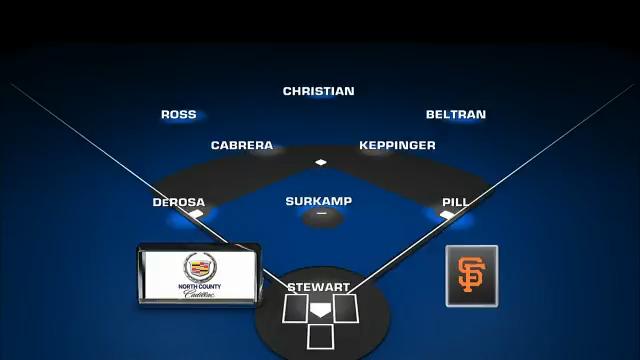 CHRISTIAN
ROSS
BELTRAN
CABRERA
KEPPINGER
DEROSA
SURKAMP
PILL
NORTH COUNTY
Cadillac
SF
STEWART